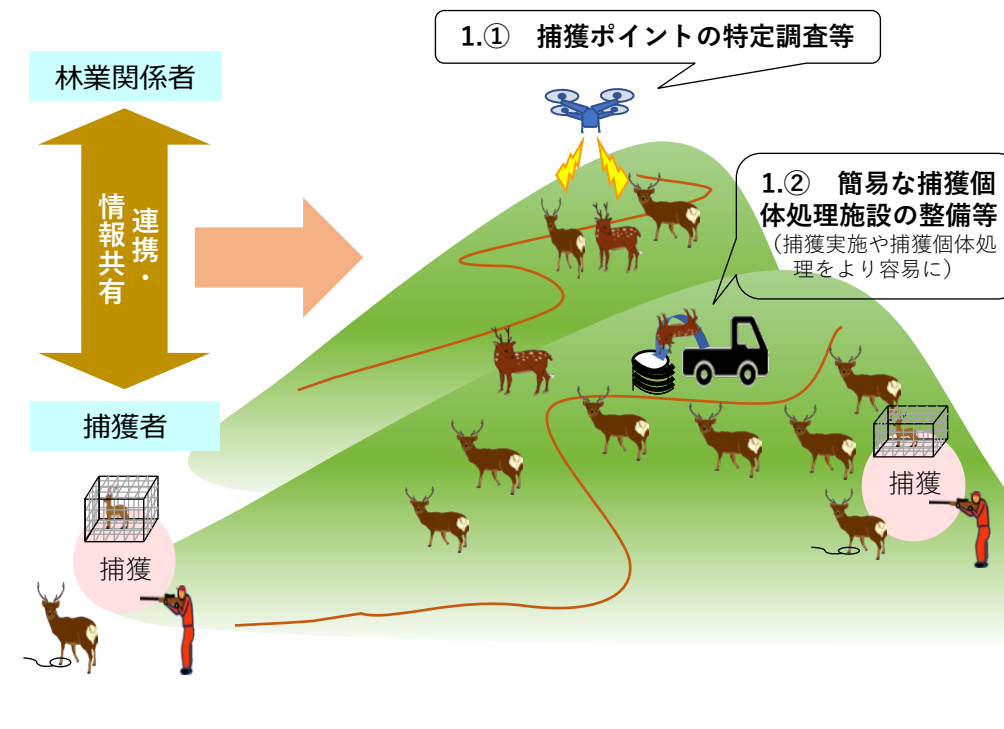 1.① 捕獲ポイントの特定調査等
林業関係者
連携・
情報共有
1.② 簡易な捕獲個
体処理施設の整備等
（捕獲実施や捕獲個体処
理をより容易に）
捕獲者
捕獲
捕獲